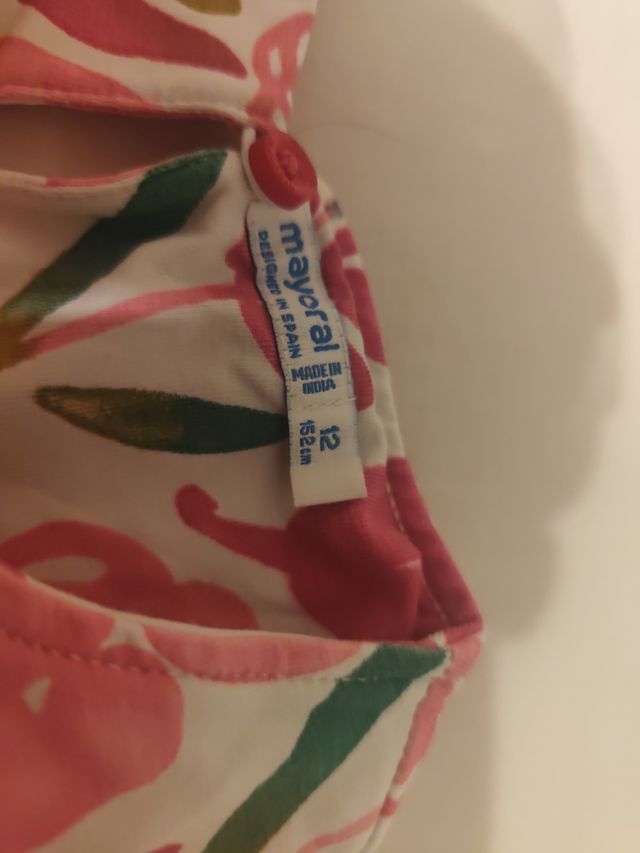 mayoral
DESIGNED IN SPAIN
MADE IN
INDIA
12
152cm